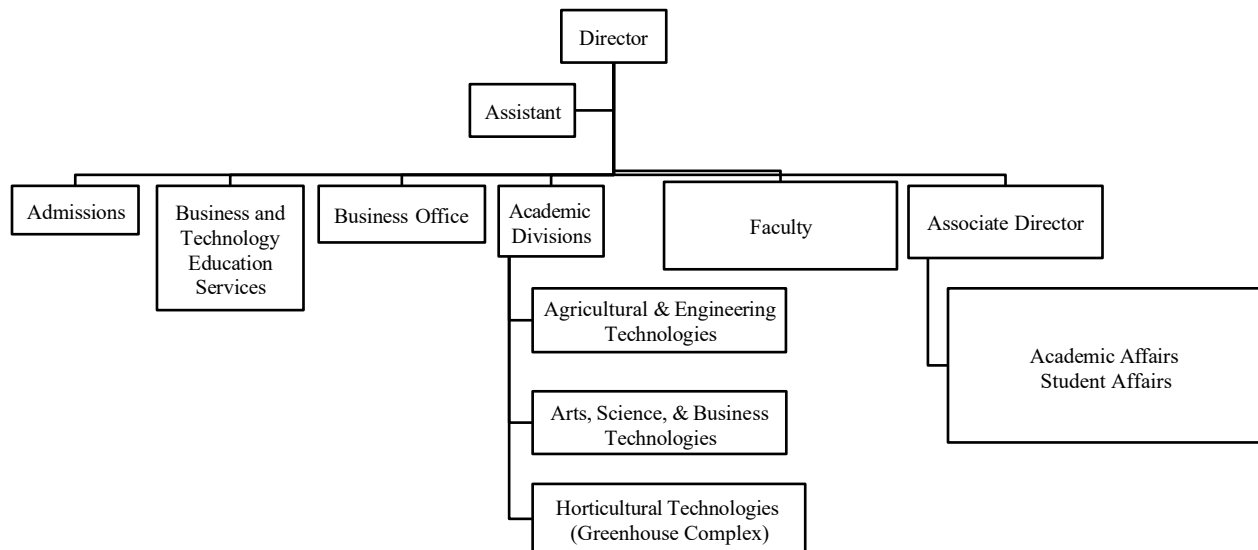 Director
Assistant
Admissions
Business and
Technology
Education
Services
Business Office
Academic
Divisions
Faculty
Associate Director
Agricultural & Engineering
Technologies
Arts, Science, & Business
Technologies
Horticultural Technologies
(Greenhouse Complex)
Academic Affairs
Student Affairs